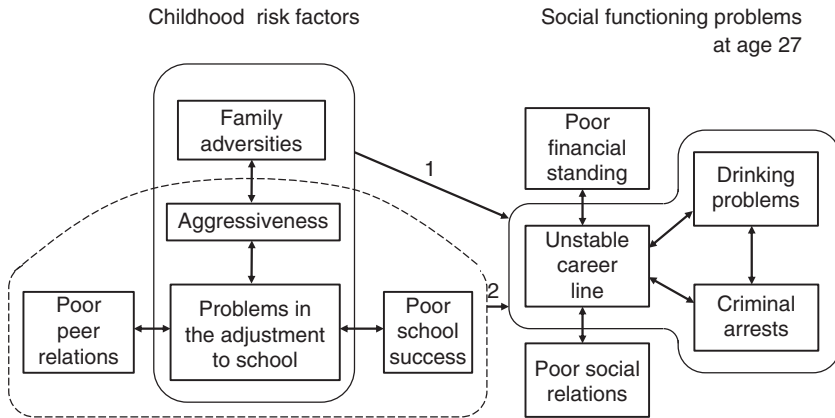 Childhood risk factors
Social functioning problems
at age 27
Family
adversities
Aggressiveness
Poor
peer
relations
Problems in
the adjustment
to school
Poor
school
success
1
2
Poor
financial
standing
Unstable
career
line
Poor social
relations
Drinking
problems
Criminal
arrests